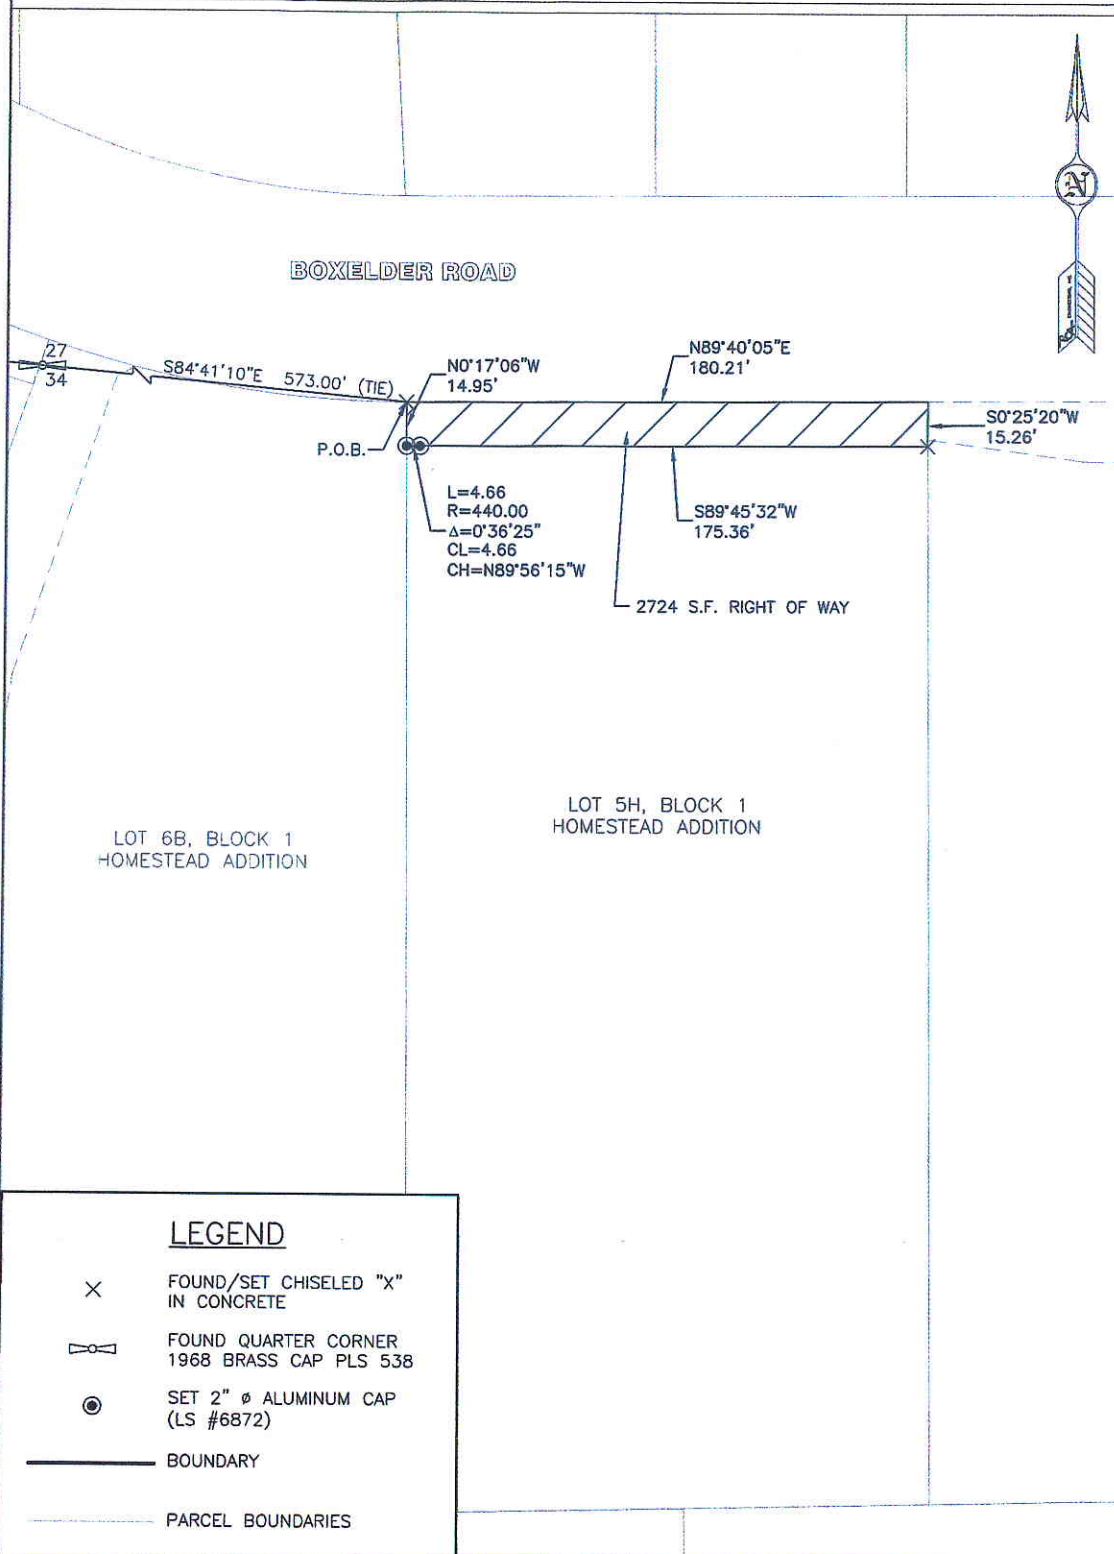 BOXELDER ROAD
27
34
S84°41'10"E 573.00' (TIE)
N0°17'06"W
14.95'
N89°40'05"E
180.21'
S0°25'20"W
15.26'
P.O.B.
L=4.66
R=440.00
Δ=0°36'25"
CL=4.66
CH=N89°56'15"W
S89°45'32"W
175.36'
2724 S.F. RIGHT OF WAY
LOT 5H, BLOCK 1
HOMESTEAD ADDITION
LOT 6B, BLOCK 1
HOMESTEAD ADDITION
N
LEGEND
FOUND/SET CHISELED "X"
IN CONCRETE
FOUND QUARTER CORNER
1968 BRASS CAP PLS 538
SET 2" ø ALUMINUM CAP
(LS #6872)
BOUNDARY
PARCEL BOUNDARIES